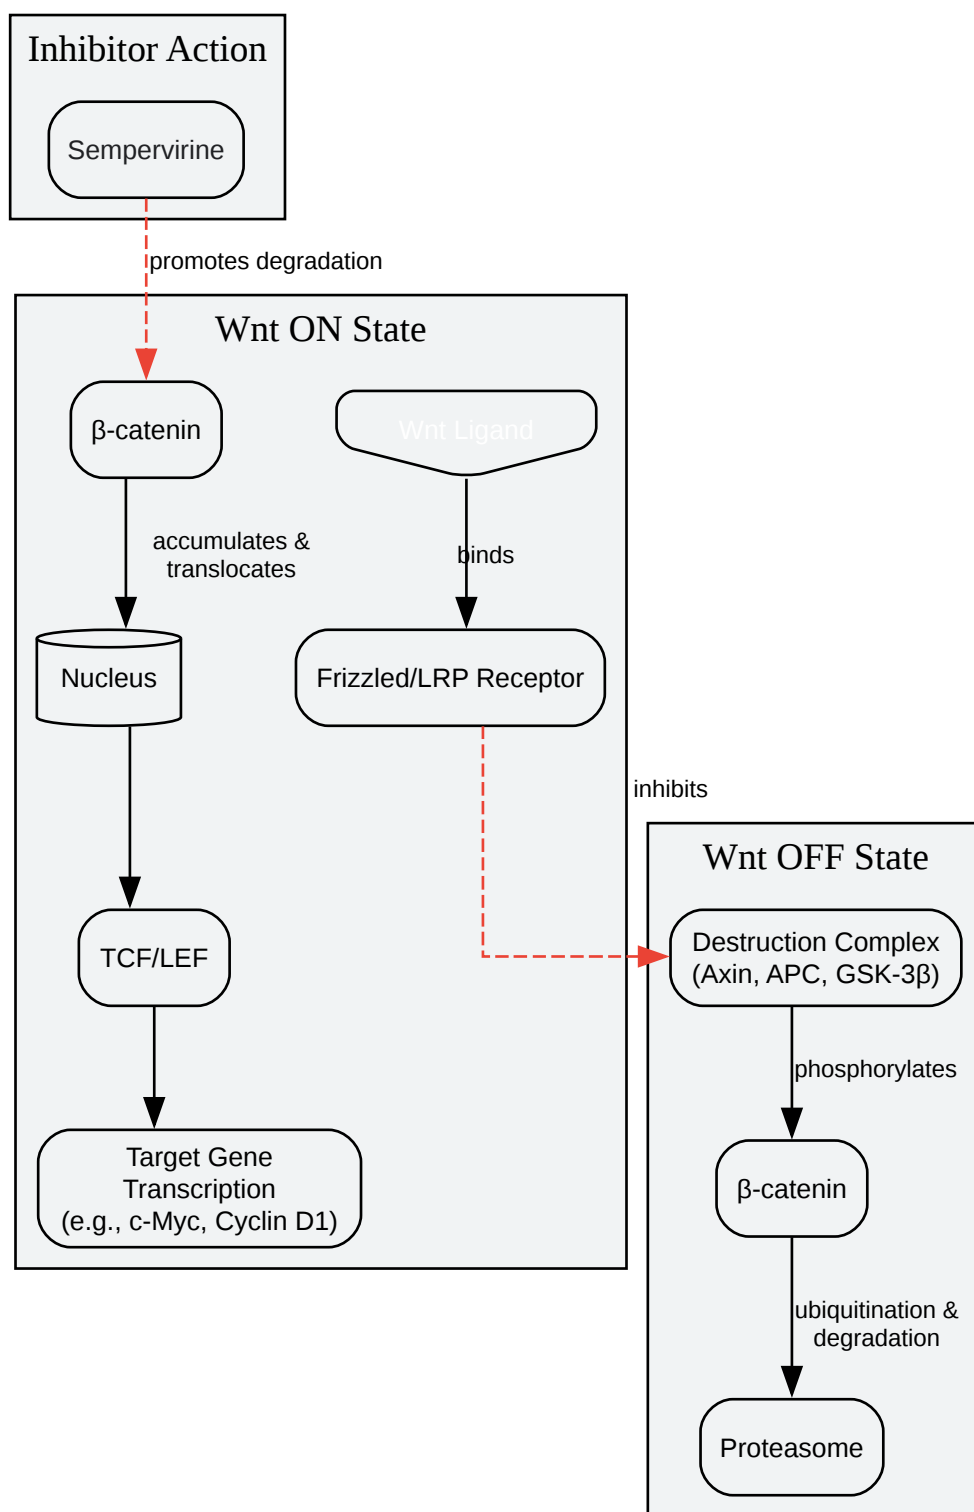 Inhibitor Action
Sempervirine
promotes degradation
Wnt ON State
β-catenin
Wnt Ligand
accumulates &
translocates
binds
Nucleus
Frizzled/LRP Receptor
inhibits
TCF/LEF
Target Gene
Transcription
(e.g., c-Myc, Cyclin D1)
Wnt OFF State
Destruction Complex
(Axin, APC, GSK-3β)
phosphorylates
β-catenin
ubiquitination &
degradation
Proteasome